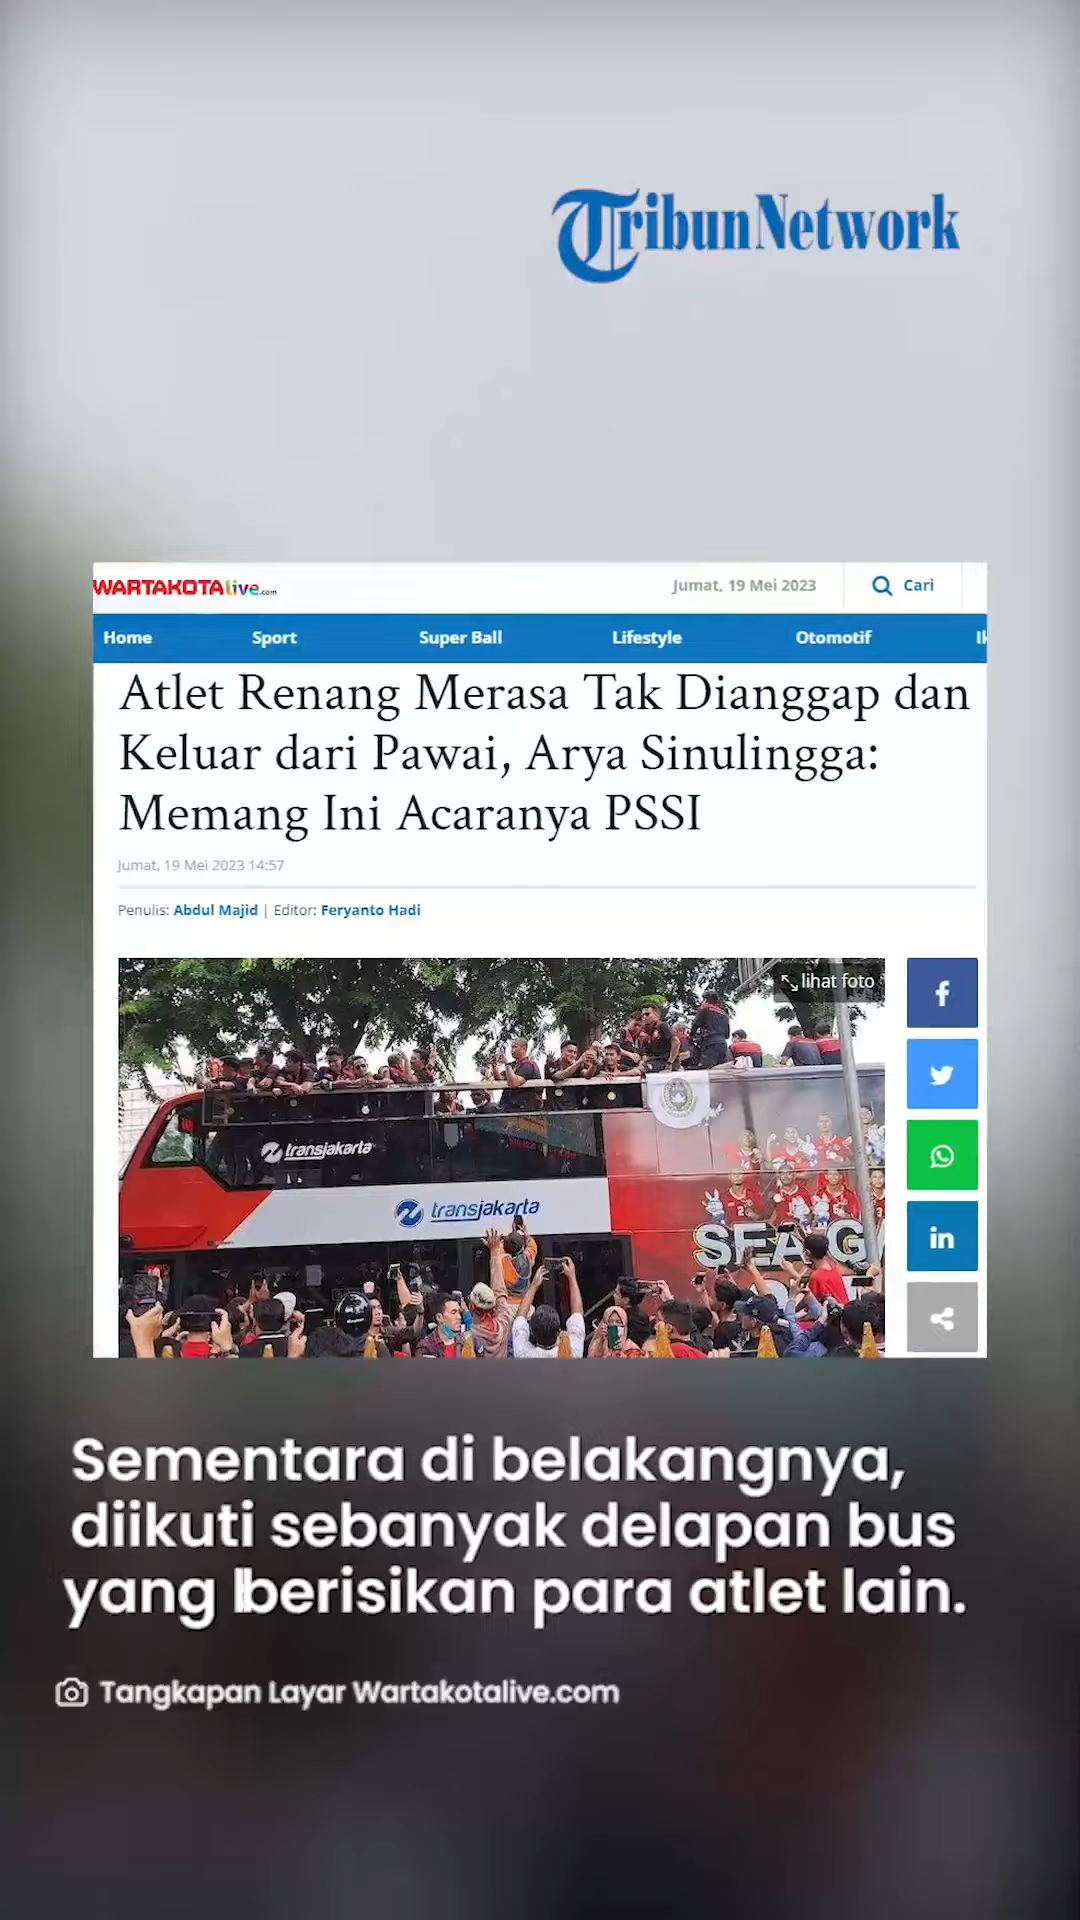 TribunNetwork
WARTAKOTAlive.com
Jumat, 19 Mei 2023
Cari
Home Sport Super Ball Lifestyle Otomotif
Atlet Renang Merasa Tak Dianggap dan
Keluar dari Pawai, Arya Sinulingga:
Memang Ini Acaranya PSSI
Jumat, 19 Mei 2023 14:57
Penulis: Abdul Majid | Editor: Feryanto Hadi
lihat foto
transjakarta
transjakarta
SEA GA
Sementara di belakangnya,
diikuti sebanyak delapan bus
yang berisikan para atlet lain.
Tangkapan Layar Wartakotalive.com